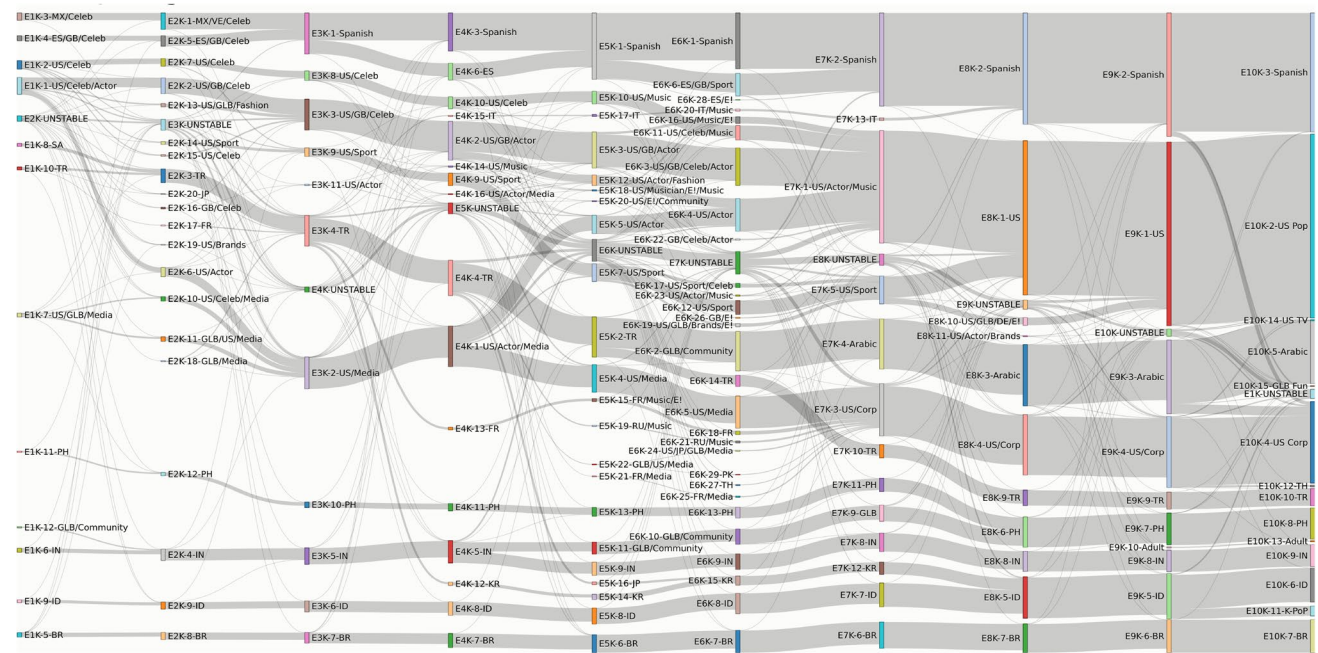 E1K-3-MX/Celeb
E1K-4-ES/GB/Celeb
E1K-2-US/Celeb
E1K-1-US/Celeb/Actor
E2K-UNSTABLE
E1K-8-SA
E1K-10-TR
E1K-7-US/GLB/Media
E1K-11-PH
E1K-12-GLB/Community
E1K-6-IN
E1K-9-ID
E1K-5-BR
E2K-1-MX/VE/Celeb
E2K-5-ES/GB/Celeb
E2K-7-US/Celeb
E2K-2-US/GB/Celeb
E2K-13-US/GLB/Fashion
E3K-UNSTABLE
E2K-14-US/Sport
E2K-15-US/Celeb
E2K-3-TR
E2K-20-JP
E2K-16-GB/Celeb
E2K-17-FR
E2K-19-US/Brands
E2K-6-US/Actor
E2K-10-US/Celeb/Media
E2K-11-GLB/US/Media
E2K-18-GLB/Media
E2K-12-PH
E2K-4-IN
E2K-9-ID
E2K-8-BR
E3K-1-Spanish
E3K-8-US/Celeb
E3K-3-US/GB/Celeb
E3K-9-US/Sport
E3K-11-US/Actor
E3K-4-TR
E4K-UNSTABLE
E3K-2-US/Media
E3K-10-PH
E3K-5-IN
E3K-6-ID
E3K-7-BR
E4K-3-Spanish
E4K-6-ES
E4K-10-US/Celeb
E4K-15-IT
E4K-2-US/GB/Actor
E4K-14-US/Music
E4K-9-US/Sport
E4K-16-US/Actor/Media
E5K-UNSTABLE
E4K-4-TR
E4K-1-US/Actor/Media
E4K-13-FR
E4K-11-PH
E4K-5-IN
E4K-12-KR
E4K-8-ID
E4K-7-BR
E5K-1-Spanish
E5K-10-US/Music
E5K-17-IT
E5K-3-US/GB/Actor
E5K-12-US/Actor/Fashion
E5K-18-US/Musician/E!/Music
E5K-20-US/E!/Community
E5K-5-US/Actor
E6K-UNSTABLE
E5K-7-US/Sport
E5K-2-TR
E5K-4-US/Media
E5K-15-FR/Music/E!
E5K-19-RU/Music
E5K-22-GLB/US/Media
E5K-21-FR/Media
E5K-13-PH
E5K-11-GLB/Community
E5K-9-IN
E5K-16-JP
E5K-14-KR
E5K-8-ID
E5K-6-BR
E6K-1-Spanish
E6K-6-ES/GB/Sport
E6K-28-ES/E!
E6K-20-IT/Music
E6K-16-US/Music/E!
E6K-11-US/Celeb/Music
E6K-3-US/GB/Celeb/Actor
E6K-4-US/Actor
E6K-22-GB/Celeb/Actor
E7K-UNSTABLE
E6K-17-US/Sport/Celeb
E6K-23-US/Actor/Music
E6K-12-US/Sport
E6K-26-GB/E!
E6K-19-US/GLB/Brands/E!
E6K-2-GLB/Community
E6K-14-TR
E6K-5-US/Media
E6K-18-FR
E6K-21-RU/Music
E6K-24-US/JP/GLB/Media
E6K-29-PK
E6K-27-TH
E6K-25-FR/Media
E6K-13-PH
E6K-10-GLB/Community
E6K-9-IN
E6K-15-KR
E6K-8-ID
E6K-7-BR
E7K-2-Spanish
E7K-13-IT
E7K-1-US/Actor/Music
E8K-UNSTABLE
E7K-5-US/Sport
E7K-4-Arabic
E7K-3-US/Corp
E7K-10-TR
E7K-11-PH
E7K-9-GLB
E7K-8-IN
E7K-12-KR
E7K-7-ID
E7K-6-BR
E8K-2-Spanish
E8K-1-US
E9K-UNSTABLE
E8K-10-US/GLB/DE/E!
E8K-11-US/Actor/Brands
E8K-3-Arabic
E8K-4-US/Corp
E8K-9-TR
E8K-6-PH
E8K-8-IN
E8K-5-ID
E8K-7-BR
E9K-2-Spanish
E9K-1-US
E10K-UNSTABLE
E9K-3-Arabic
E9K-4-US/Corp
E9K-9-TR
E9K-7-PH
E9K-10-Adult
E9K-8-IN
E9K-5-ID
E9K-6-BR
E10K-3-Spanish
E10K-2-US Pop
E10K-14-US TV
E10K-5-Arabic
E10K-15-GLB Fun
E1K-UNSTABLE
E10K-4-US Corp
E10K-12-TH
E10K-10-TR
E10K-8-PH
E10K-13-Adult
E10K-9-IN
E10K-6-ID
E10K-11-K-PoP
E10K-7-BR